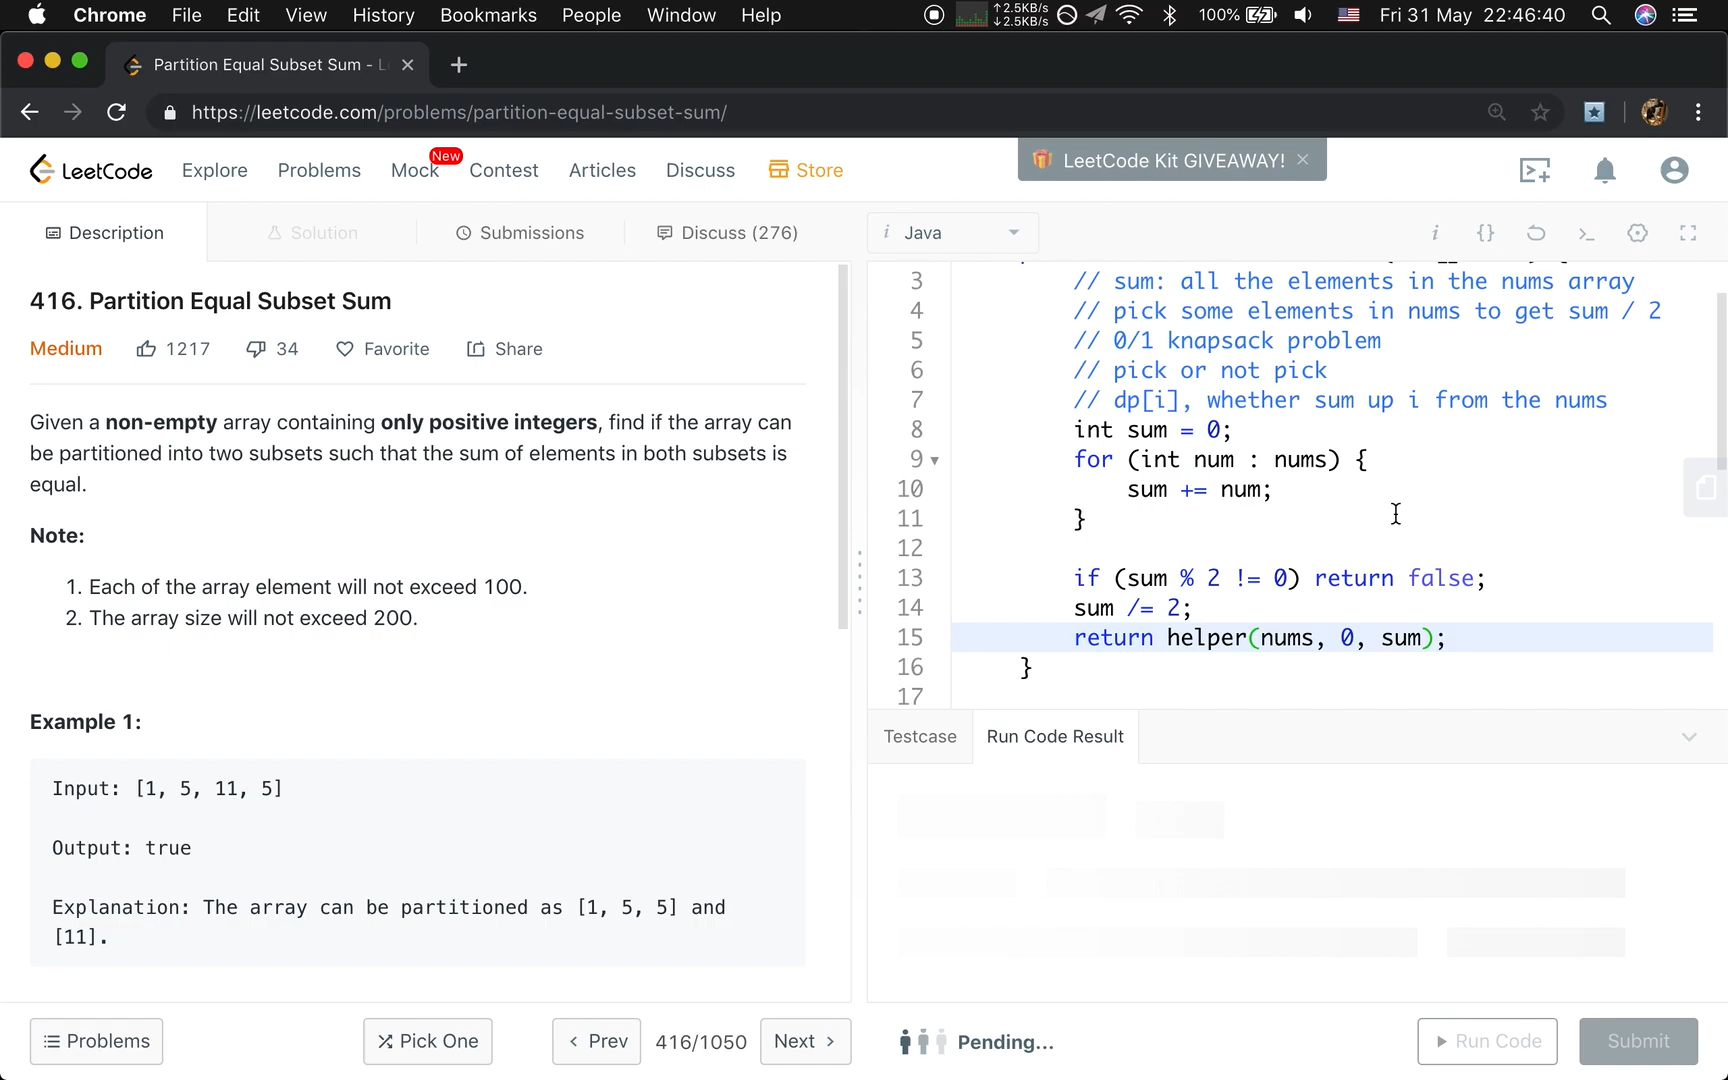 Chrome File Edit View History Bookmarks People Window Help
↑2.5KB/s
↓2.5KB/s
100%
Fri 31 May 22:46:40
Partition Equal Subset Sum - L
https://leetcode.com/problems/partition-equal-subset-sum/
LeetCode Explore Problems Mock New Contest Articles Discuss Store
LeetCode Kit GIVEAWAY! ×
Description Solution Submissions Discuss (276)
i Java
416. Partition Equal Subset Sum
Medium 1217 34 Favorite Share
Given a non-empty array containing only positive integers, find if the array can
be partitioned into two subsets such that the sum of elements in both subsets is
equal.
Note:
1. Each of the array element will not exceed 100.
2. The array size will not exceed 200.
Example 1:
Input: [1, 5, 11, 5]
Output: true
Explanation: The array can be partitioned as [1, 5, 5] and
[11].
3 // sum: all the elements in the nums array
4 // pick some elements in nums to get sum / 2
5 // 0/1 knapsack problem
6 // pick or not pick
7 // dp[i], whether sum up i from the nums
8 int sum = 0;
9 for (int num : nums) {
10 sum += num;
11 }
12
13 if (sum % 2 != 0) return false;
14 sum /= 2;
15 return helper(nums, 0, sum);
16 }
17
Testcase Run Code Result
Problems Pick One Prev 416/1050 Next
Pending...
Run Code Submit